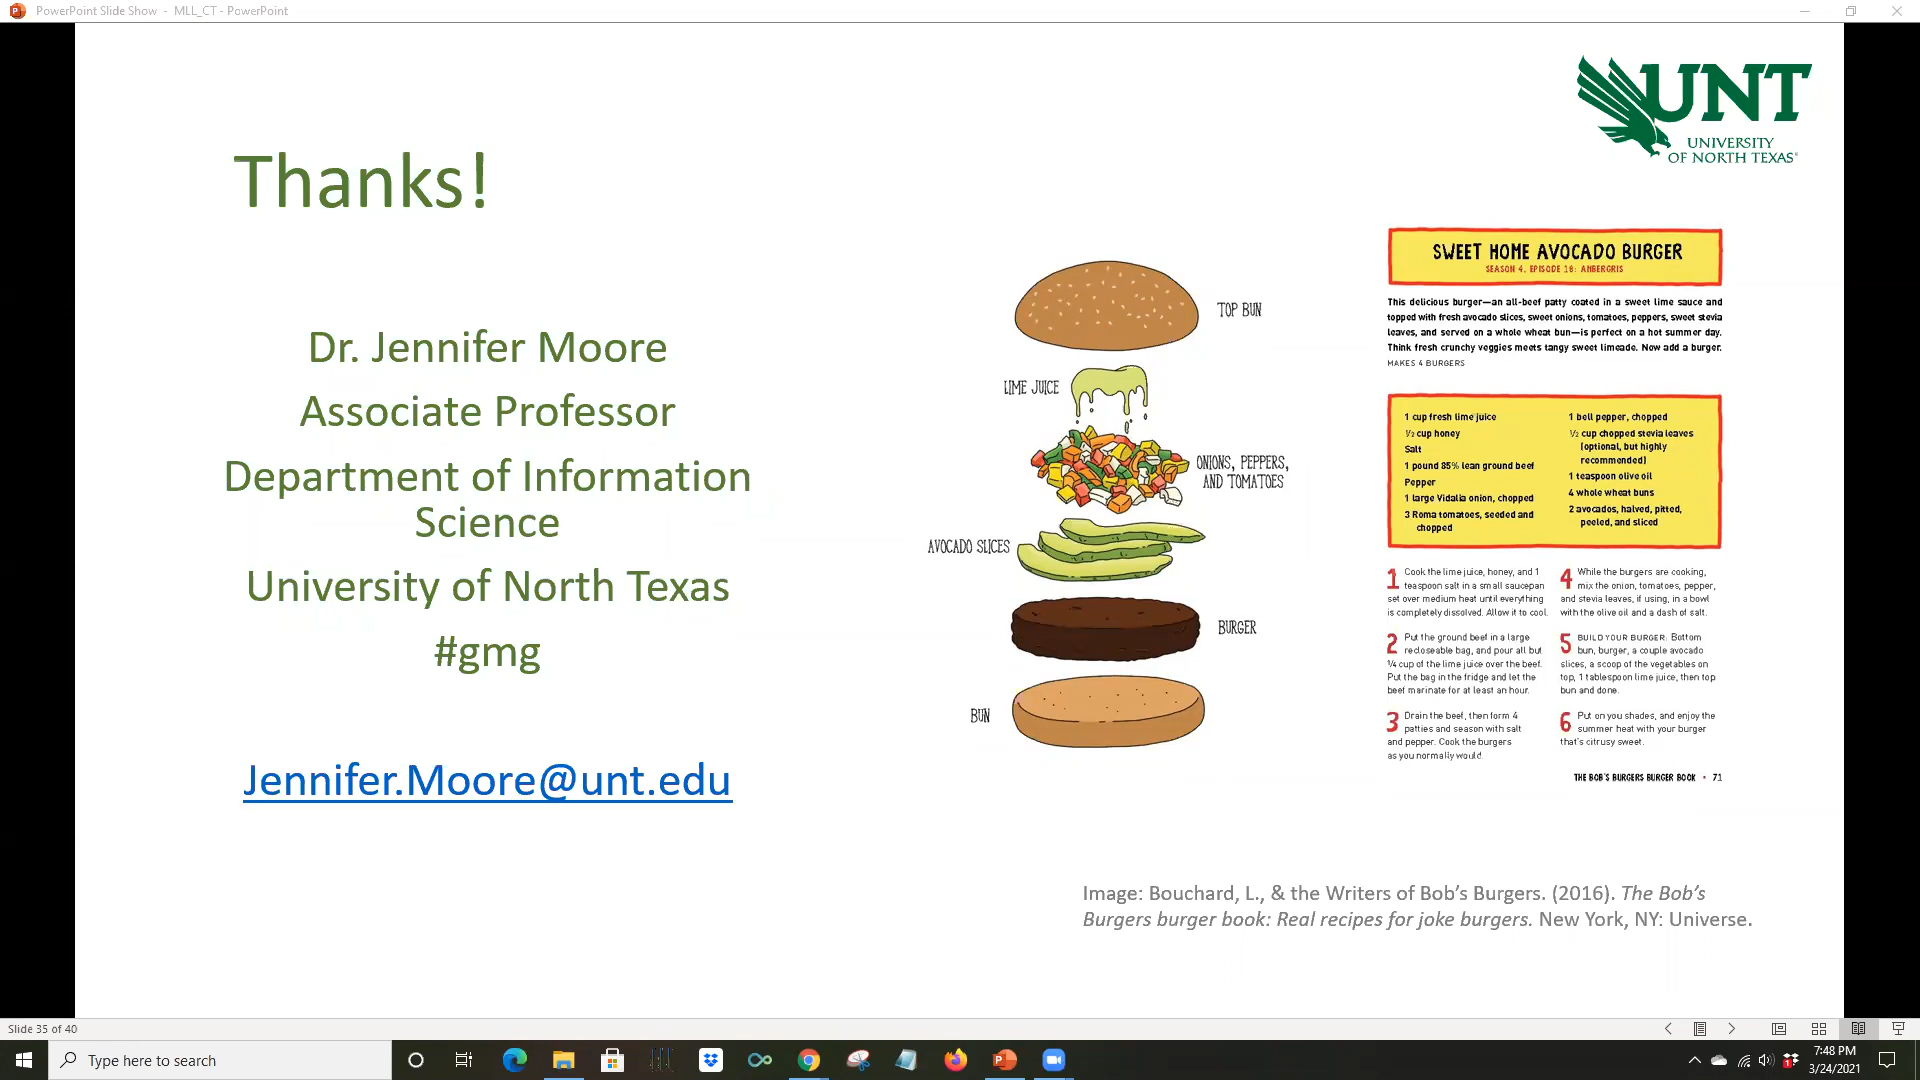 PowerPoint Slide Show - MLL_CT - PowerPoint
UNT
UNIVERSITY
OF NORTH TEXAS
Thanks!
Dr. Jennifer Moore
Associate Professor
Department of Information
Science
University of North Texas
#gmg
Jennifer.Moore@unt.edu
TOP BUN
LIME JUICE
ONIONS, PEPPERS,
AND TOMATOES
AVOCADO SLICES
BURGER
BUN
SWEET HOME AVOCADO BURGER
SEASON 4, EPISODE 18: AMBERGRIS
This delicious burger—an all-beef patty coated in a sweet lime sauce and
topped with fresh avocado slices, sweet onions, tomatoes, peppers, sweet stevia
leaves, and served on a whole wheat bun—is perfect on a hot summer day.
Think fresh crunchy veggies meets tangy sweet limeade. Now add a burger.
MAKES 4 BURGERS
1 cup fresh lime juice
½ cup honey
Salt
1 pound 85% lean ground beef
Pepper
1 large Vidalia onion, chopped
3 Roma tomatoes, seeded and
chopped
1 bell pepper, chopped
½ cup chopped stevia leaves
(optional, but highly
recommended)
1 teaspoon olive oil
4 whole wheat buns
2 avocados, halved, pitted,
peeled, and sliced
1 Cook the lime juice, honey, and 1
teaspoon salt in a small saucepan
set over medium heat until everything
is completely dissolved. Allow it to cool.
2 Put the ground beef in a large
recloseable bag, and pour all but
¼ cup of the lime juice over the beef.
Put the bag in the fridge and let the
beef marinate for at least an hour.
3 Drain the beef, then form 4
patties and season with salt
and pepper. Cook the burgers
as you normally would.
4 While the burgers are cooking,
mix the onion, tomatoes, pepper,
and stevia leaves, if using, in a bowl
with the olive oil and a dash of salt.
5 BUILD YOUR BURGER: Bottom
bun, burger, a couple avocado
slices, a scoop of the vegetables on
top, 1 tablespoon lime juice, then top
bun and done.
6 Put on you shades, and enjoy the
summer heat with your burger
that's citrusy sweet.
THE BOB'S BURGERS BURGER BOOK • 71
Image: Bouchard, L., & the Writers of Bob's Burgers. (2016). The Bob's
Burgers burger book: Real recipes for joke burgers. New York, NY: Universe.
Slide 35 of 40
Type here to search
7:48 PM
3/24/2021